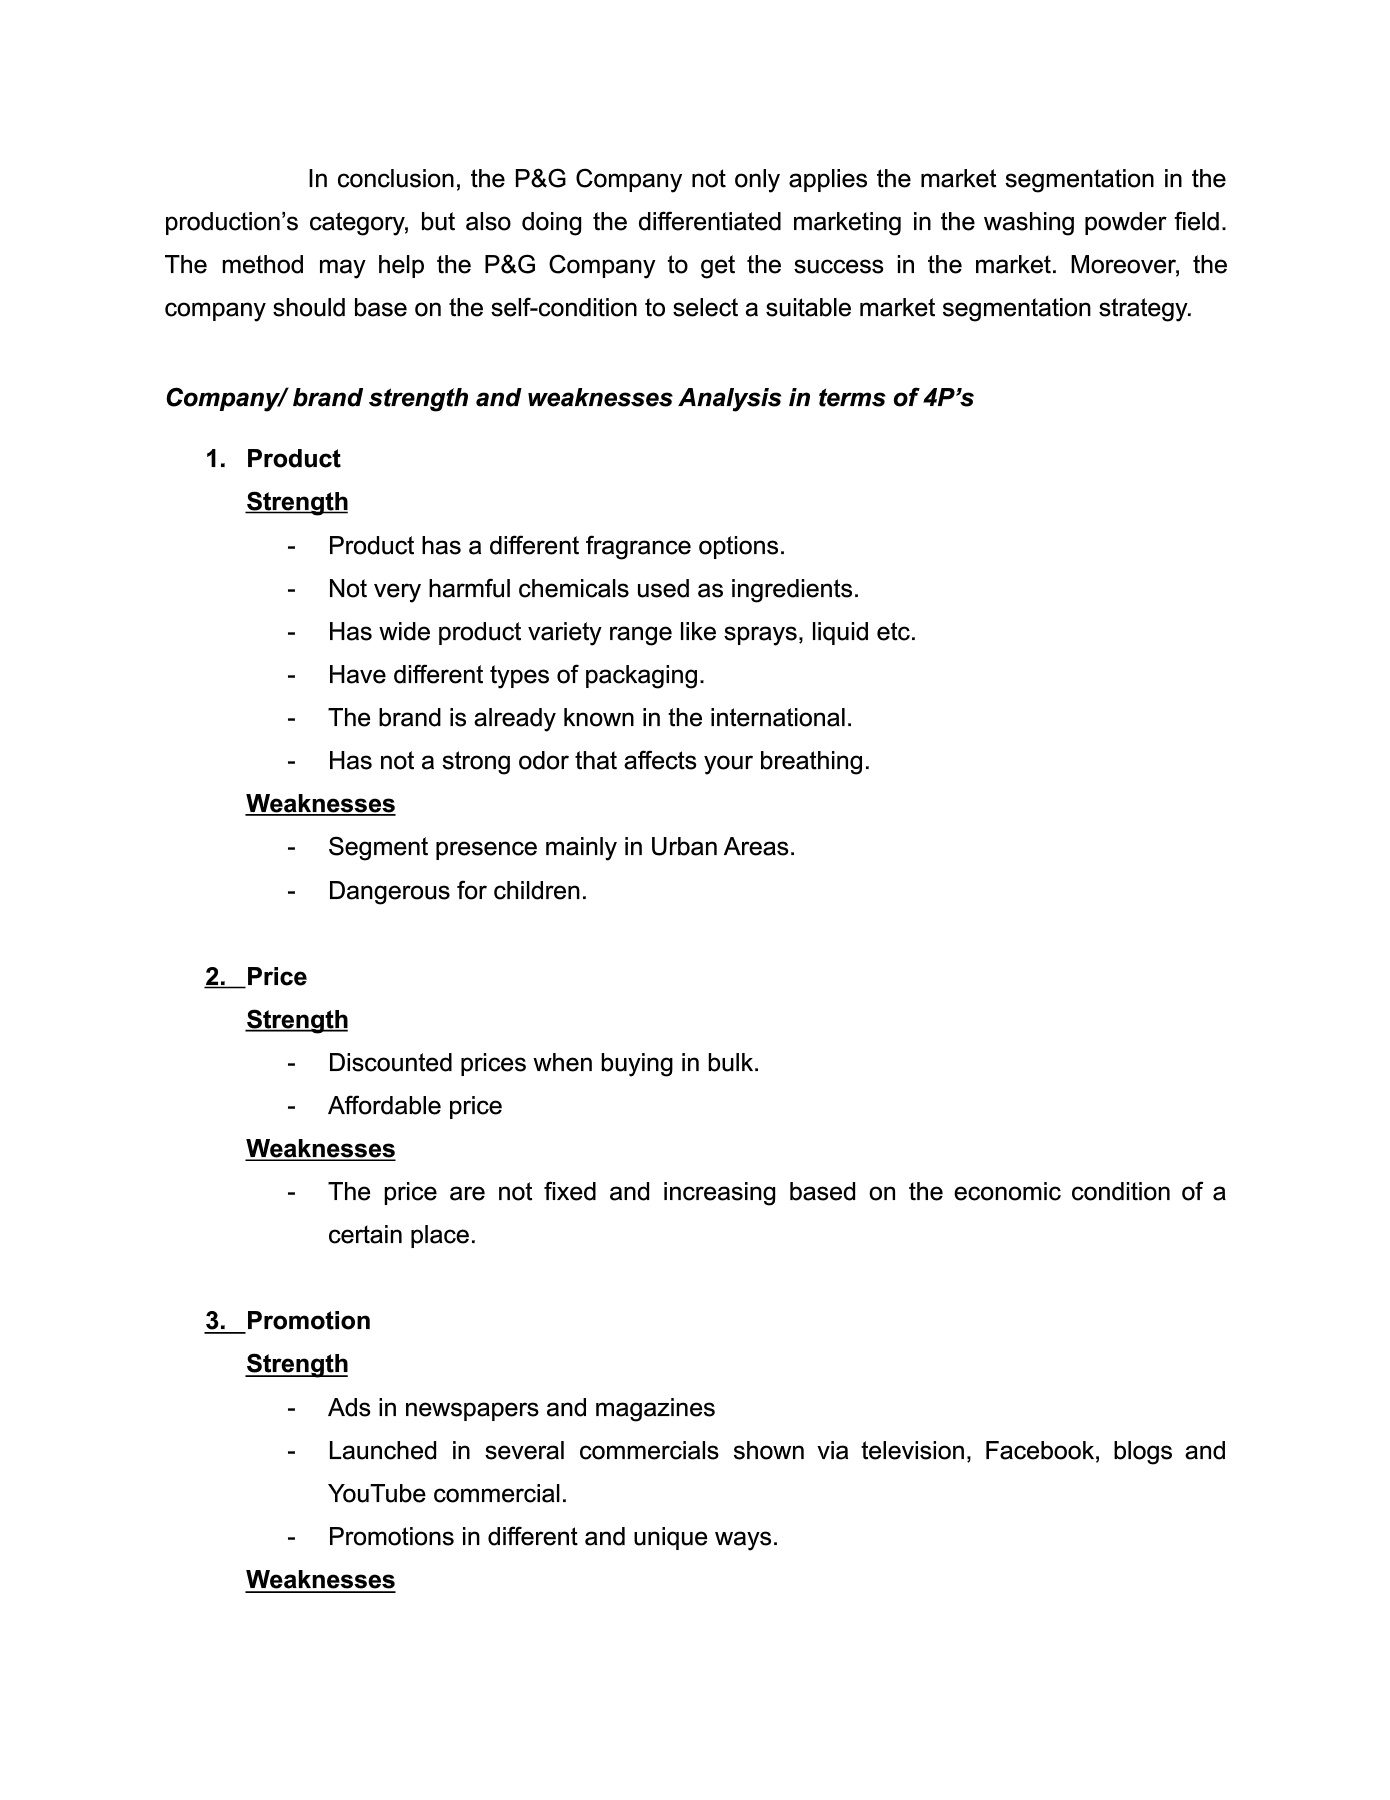 In conclusion, the P&G Company not only applies the market segmentation in the
production’s category, but also doing the differentiated marketing in the washing powder field.
The method may help the P&G Company to get the success in the market. Moreover, the
company should base on the self-condition to select a suitable market segmentation strategy.
Company/ brand strength and weaknesses Analysis in terms of 4P’s
1. Product
Strength
- Product has a different fragrance options.
- Not very harmful chemicals used as ingredients.
- Has wide product variety range like sprays, liquid etc.
- Have different types of packaging.
- The brand is already known in the international.
- Has not a strong odor that affects your breathing.
Weaknesses
- Segment presence mainly in Urban Areas.
- Dangerous for children.
2. Price
Strength
- Discounted prices when buying in bulk.
- Affordable price
Weaknesses
- The price are not fixed and increasing based on the economic condition of a
certain place.
3. Promotion
Strength
- Ads in newspapers and magazines
- Launched in several commercials shown via television, Facebook, blogs and
YouTube commercial.
- Promotions in different and unique ways.
Weaknesses